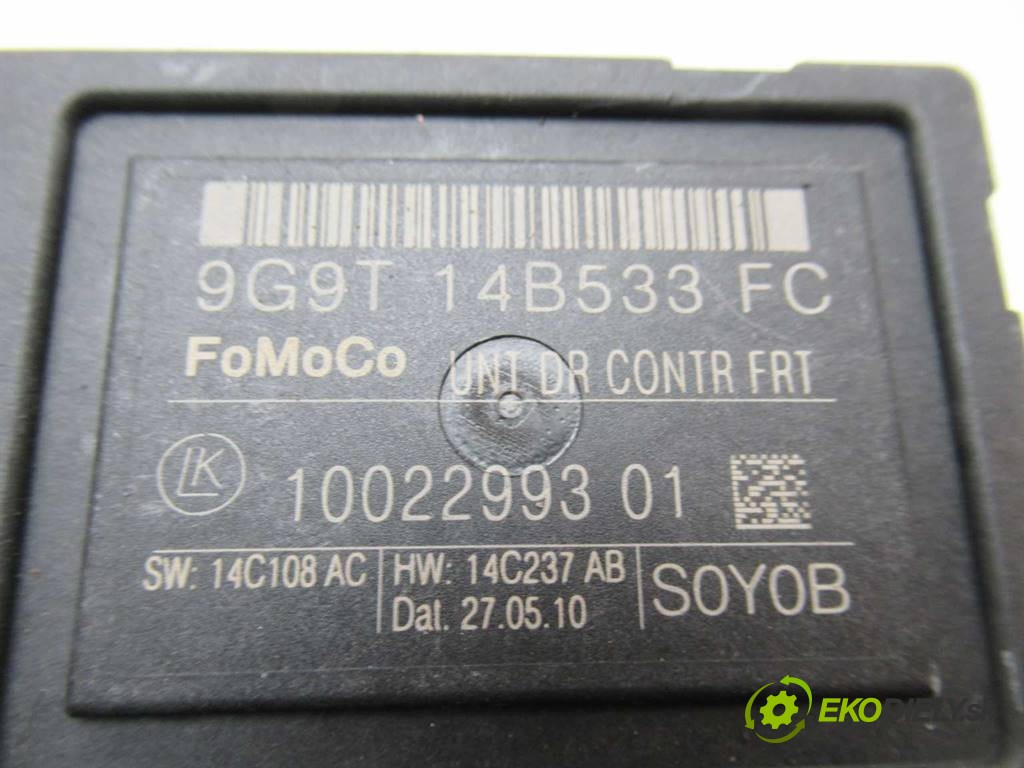 9G9T 14B533 FC
FoMoCo UNT DR CONTR FRT
LK 10022993 01
SW: 14C108 AC HW: 14C237 AB S0Y0B
Dat. 27.05.10
EKODIELY.sk